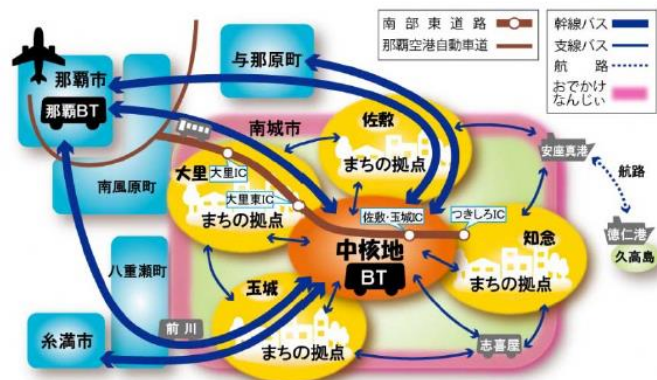 南部東道路
那覇空港自動車道
幹線バス
支線バス
航路
おでかけ
なんじぃ
与那原町
那覇市
那覇BT
南城市
佐敷
まちの拠点
安座真港
航路
大里
大里IC
南風原町
大里東IC
まちの拠点
佐敷・玉城IC
つきしろIC
徳仁港
久高島
中核地
BT
知念
まちの拠点
八重瀬町
玉城
まちの拠点
糸満市
前川
志喜屋